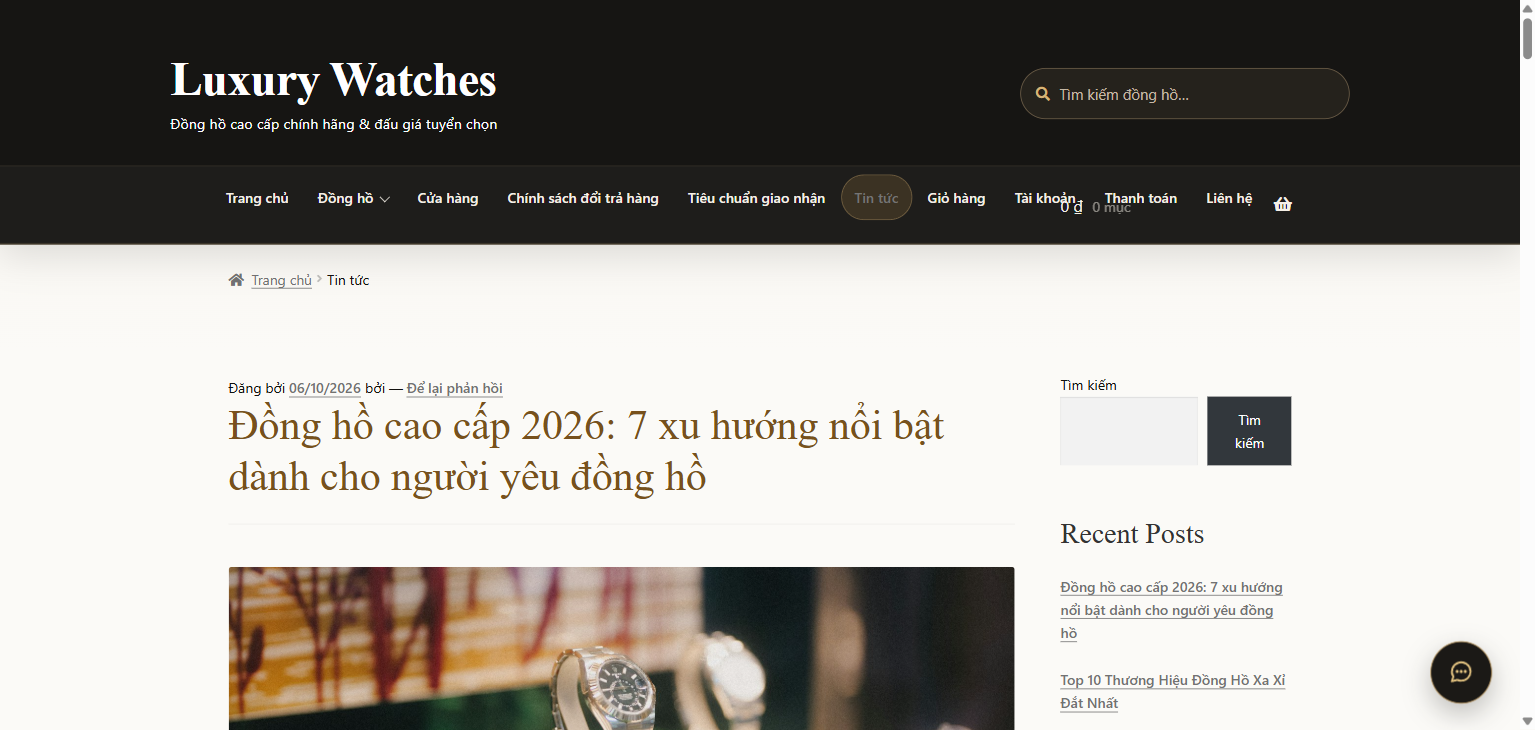 Luxury Watches
Đồng hồ cao cấp chính hãng & đấu giá tuyển chọn
Tìm kiếm đồng hồ...
Trang chủ Đồng hồ Cửa hàng Chính sách đổi trả hàng Tiêu chuẩn giao nhận Tin tức Giỏ hàng Tài khoản Thanh toán Liên hệ
0 ₫ 0 mục
Trang chủ Tin tức
Đăng bởi 06/10/2026 bởi — Để lại phản hồi
Đồng hồ cao cấp 2026: 7 xu hướng nổi bật
dành cho người yêu đồng hồ
Tìm kiếm
Tìm
kiếm
Recent Posts
Đồng hồ cao cấp 2026: 7 xu hướng
nổi bật dành cho người yêu đồng
hồ
Top 10 Thương Hiệu Đồng Hồ Xa Xỉ
Đắt Nhất